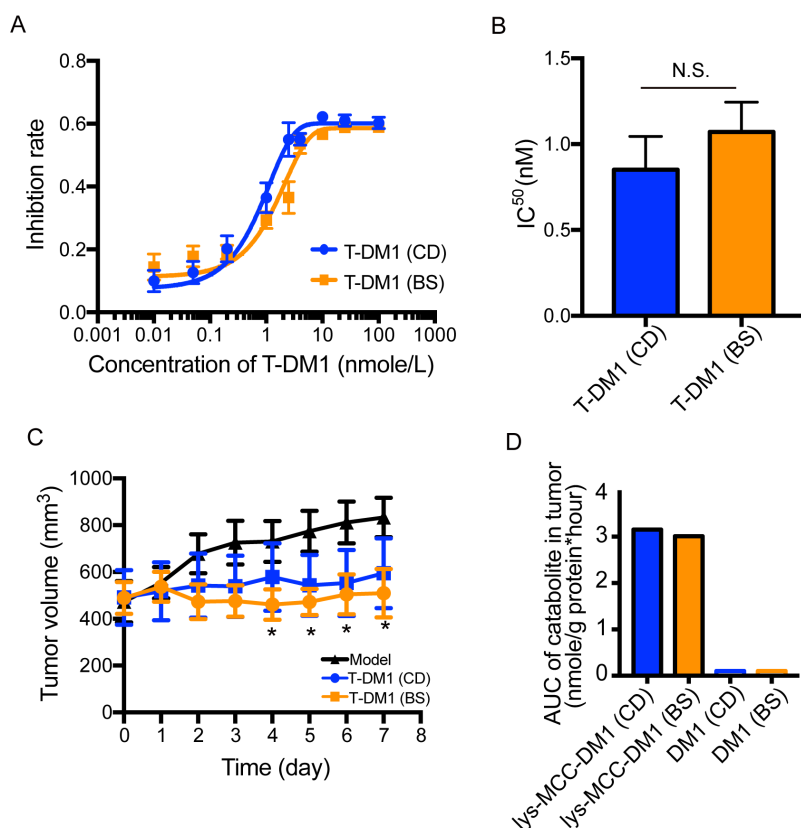 A
0.8
0.6
0.4
0.2
0.0
Inhibtion rate
T-DM1 (CD)
T-DM1 (BS)
0.001 0.01 0.1 1 10 100 1000
Concentration of T-DM1 (nmole/L)
B
1.5
1.0
0.5
0.0
IC50 (nM)
N.S.
T-DM1 (CD)
T-DM1 (BS)
C
1000
800
600
400
200
0
Tumor volume (mm3)
* * * *
Model
T-DM1 (CD)
T-DM1 (BS)
0 1 2 3 4 5 6 7 8
Time (day)
D
4
3
2
1
0
AUC of catabolite in tumor
(nmole/g protein*hour)
lys-MCC-DM1 (CD)
lys-MCC-DM1 (BS)
DM1 (CD)
DM1 (BS)